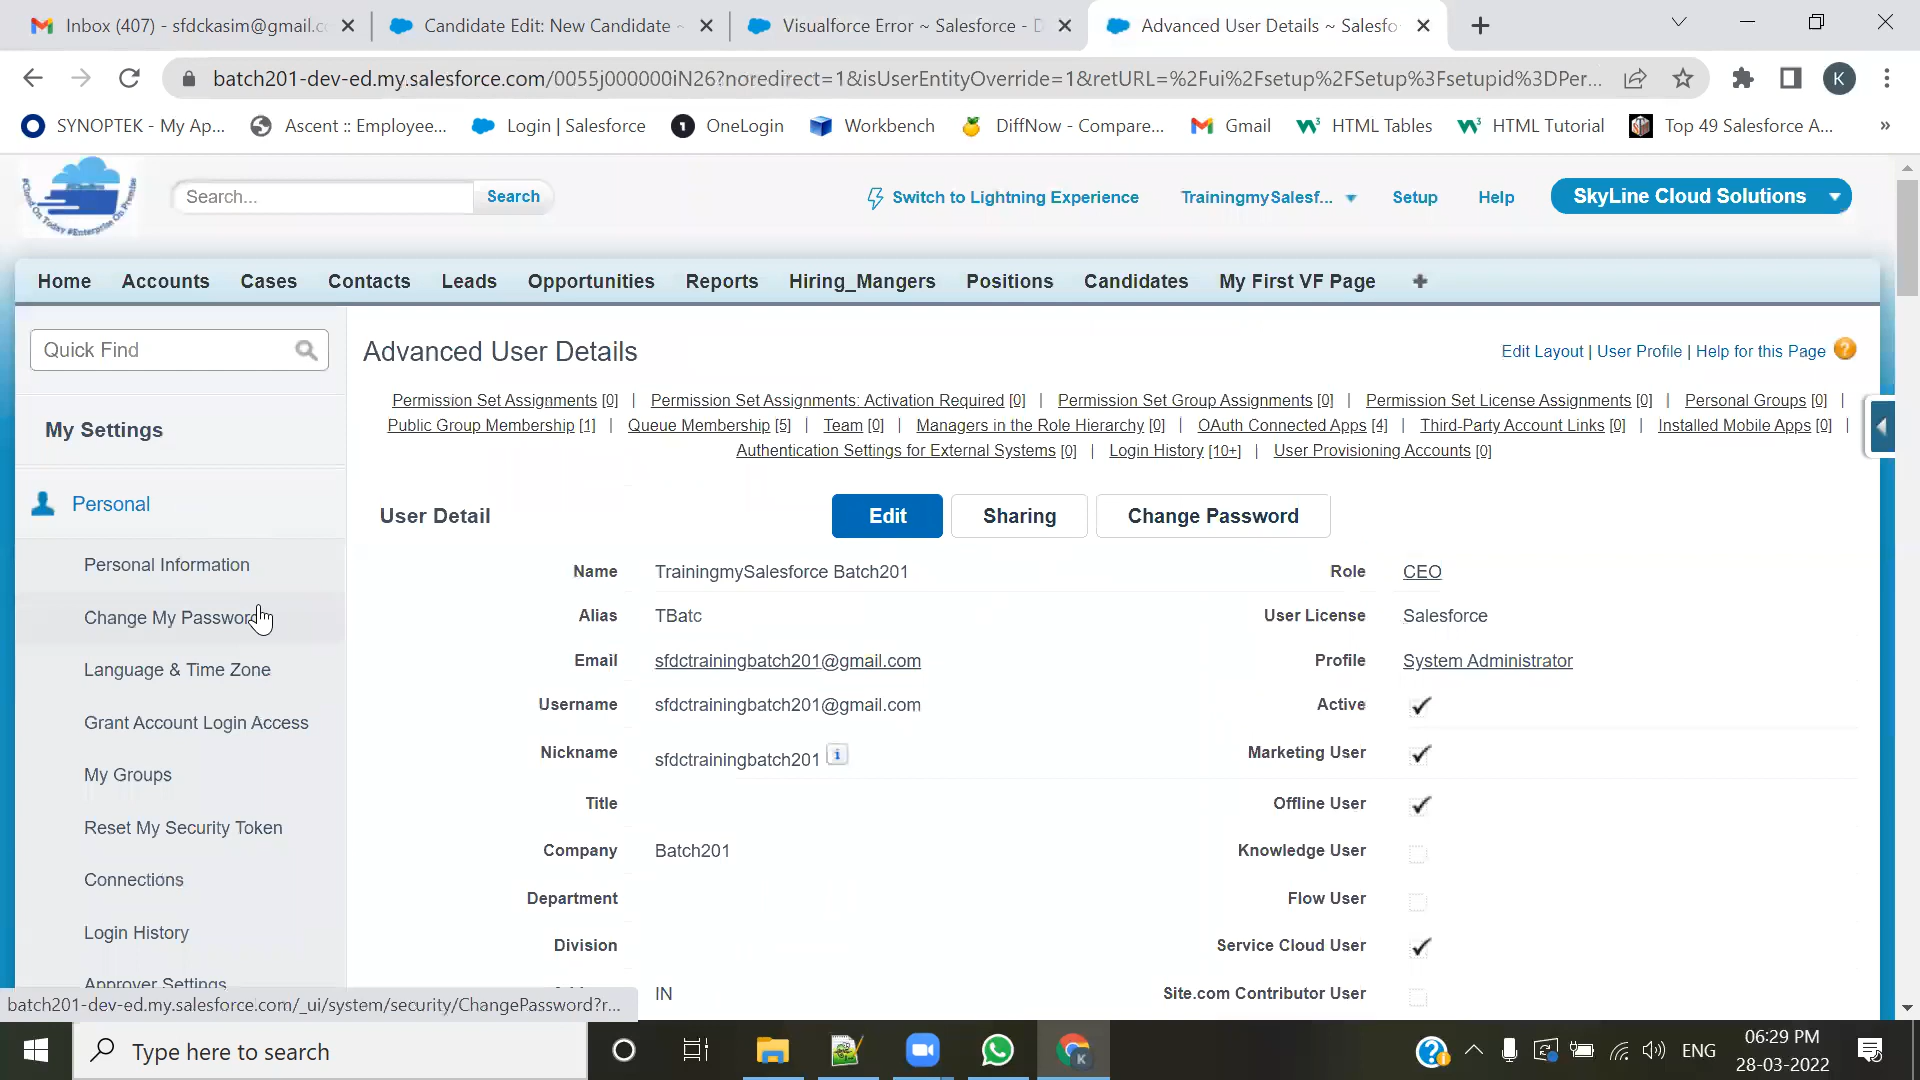 Inbox (407) - sfdckasim@gmail.c
Candidate Edit: New Candidate ~
Visualforce Error ~ Salesforce - D
Advanced User Details ~ Salesfo
batch201-dev-ed.my.salesforce.com/0055j000000iN26?noredirect=1&isUserEntityOverride=1&retURL=%2Fui%2Fsetup%2FSetup%3Fsetupid%3DPer...
K
SYNOPTEK - My Ap...
Ascent :: Employee...
Login | Salesforce
OneLogin
Workbench
DiffNow - Compare...
Gmail
HTML Tables
HTML Tutorial
Top 49 Salesforce A...
»
Search...
Search
Switch to Lightning Experience
TrainingmySalesf...
Setup
Help
SkyLine Cloud Solutions
Home
Accounts
Cases
Contacts
Leads
Opportunities
Reports
Hiring_Mangers
Positions
Candidates
My First VF Page
Quick Find
My Settings
Personal
Personal Information
Change My Password
Language & Time Zone
Grant Account Login Access
My Groups
Reset My Security Token
Connections
Login History
Approver Settings
Advanced User Details
Edit Layout | User Profile | Help for this Page
Permission Set Assignments [0] | Permission Set Assignments: Activation Required [0] | Permission Set Group Assignments [0] | Permission Set License Assignments [0] | Personal Groups [0] |
Public Group Membership [1] | Queue Membership [5] | Team [0] | Managers in the Role Hierarchy [0] | OAuth Connected Apps [4] | Third-Party Account Links [0] | Installed Mobile Apps [0] |
Authentication Settings for External Systems [0] | Login History [10+] | User Provisioning Accounts [0]
User Detail
Edit
Sharing
Change Password
Name TrainingmySalesforce Batch201
Role CEO
Alias TBatc
User License Salesforce
Email sfdctrainingbatch201@gmail.com
Profile System Administrator
Username sfdctrainingbatch201@gmail.com
Active
Nickname sfdctrainingbatch201
Marketing User
Title
Offline User
Company Batch201
Knowledge User
Department
Flow User
Division
Service Cloud User
IN
Site.com Contributor User
batch201-dev-ed.my.salesforce.com/_ui/system/security/ChangePassword?r...
Type here to search
ENG
06:29 PM
28-03-2022